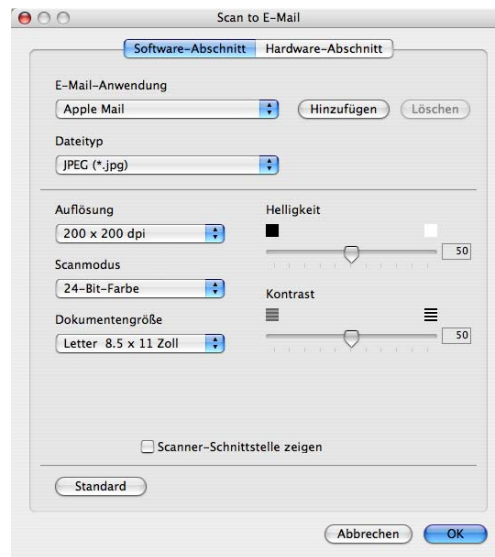 Scan to E-Mail
Software-Abschnitt Hardware-Abschnitt
E-Mail-Anwendung
Apple Mail Hinzufügen Löschen
Dateityp
JPEG (*.jpg)
Auflösung Helligkeit
200 x 200 dpi
50
Scanmodus
24-Bit-Farbe
Kontrast
Dokumentengröße
Letter 8.5 x 11 Zoll 50
Scanner-Schnittstelle zeigen
Standard
Abbrechen OK